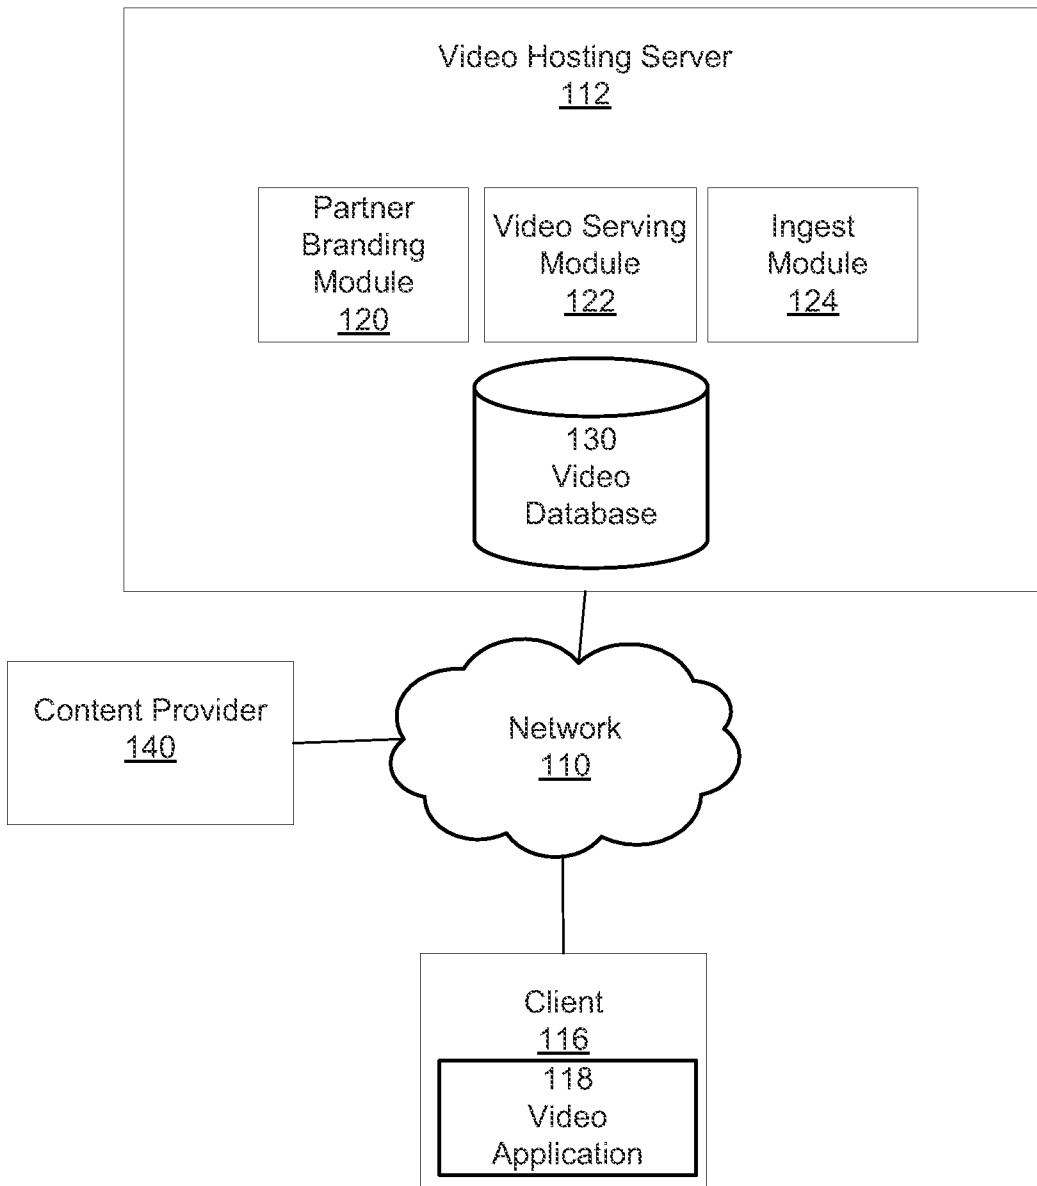 Video Hosting Server
112
Partner
Branding
Module
120
Video Serving
Module
122
Ingest
Module
124
130
Video
Database
Content Provider
140
Network
110
Client
116
118
Video
Application